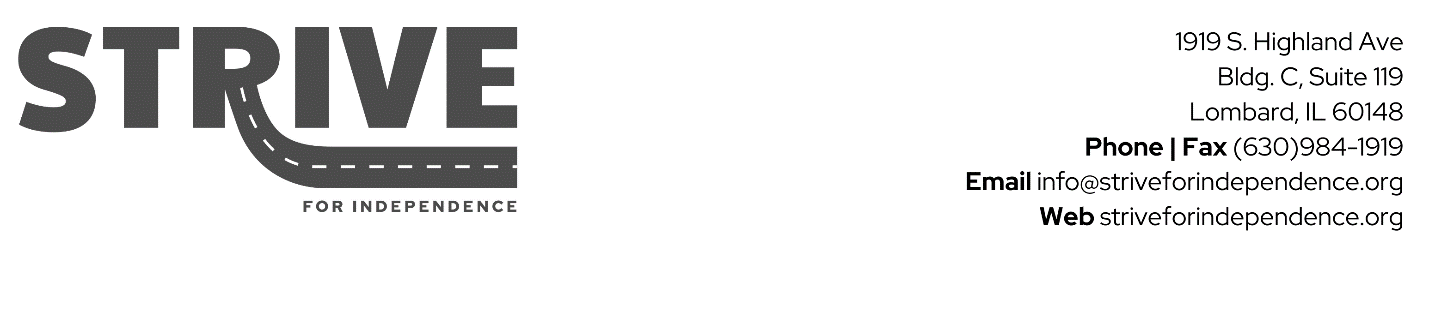 STRIVE
FOR INDEPENDENCE
1919 S. Highland Ave
Bldg. C, Suite 119
Lombard, IL 60148
Phone | Fax (630)984-1919
Email info@striveforindependence.org
Web striveforindependence.org